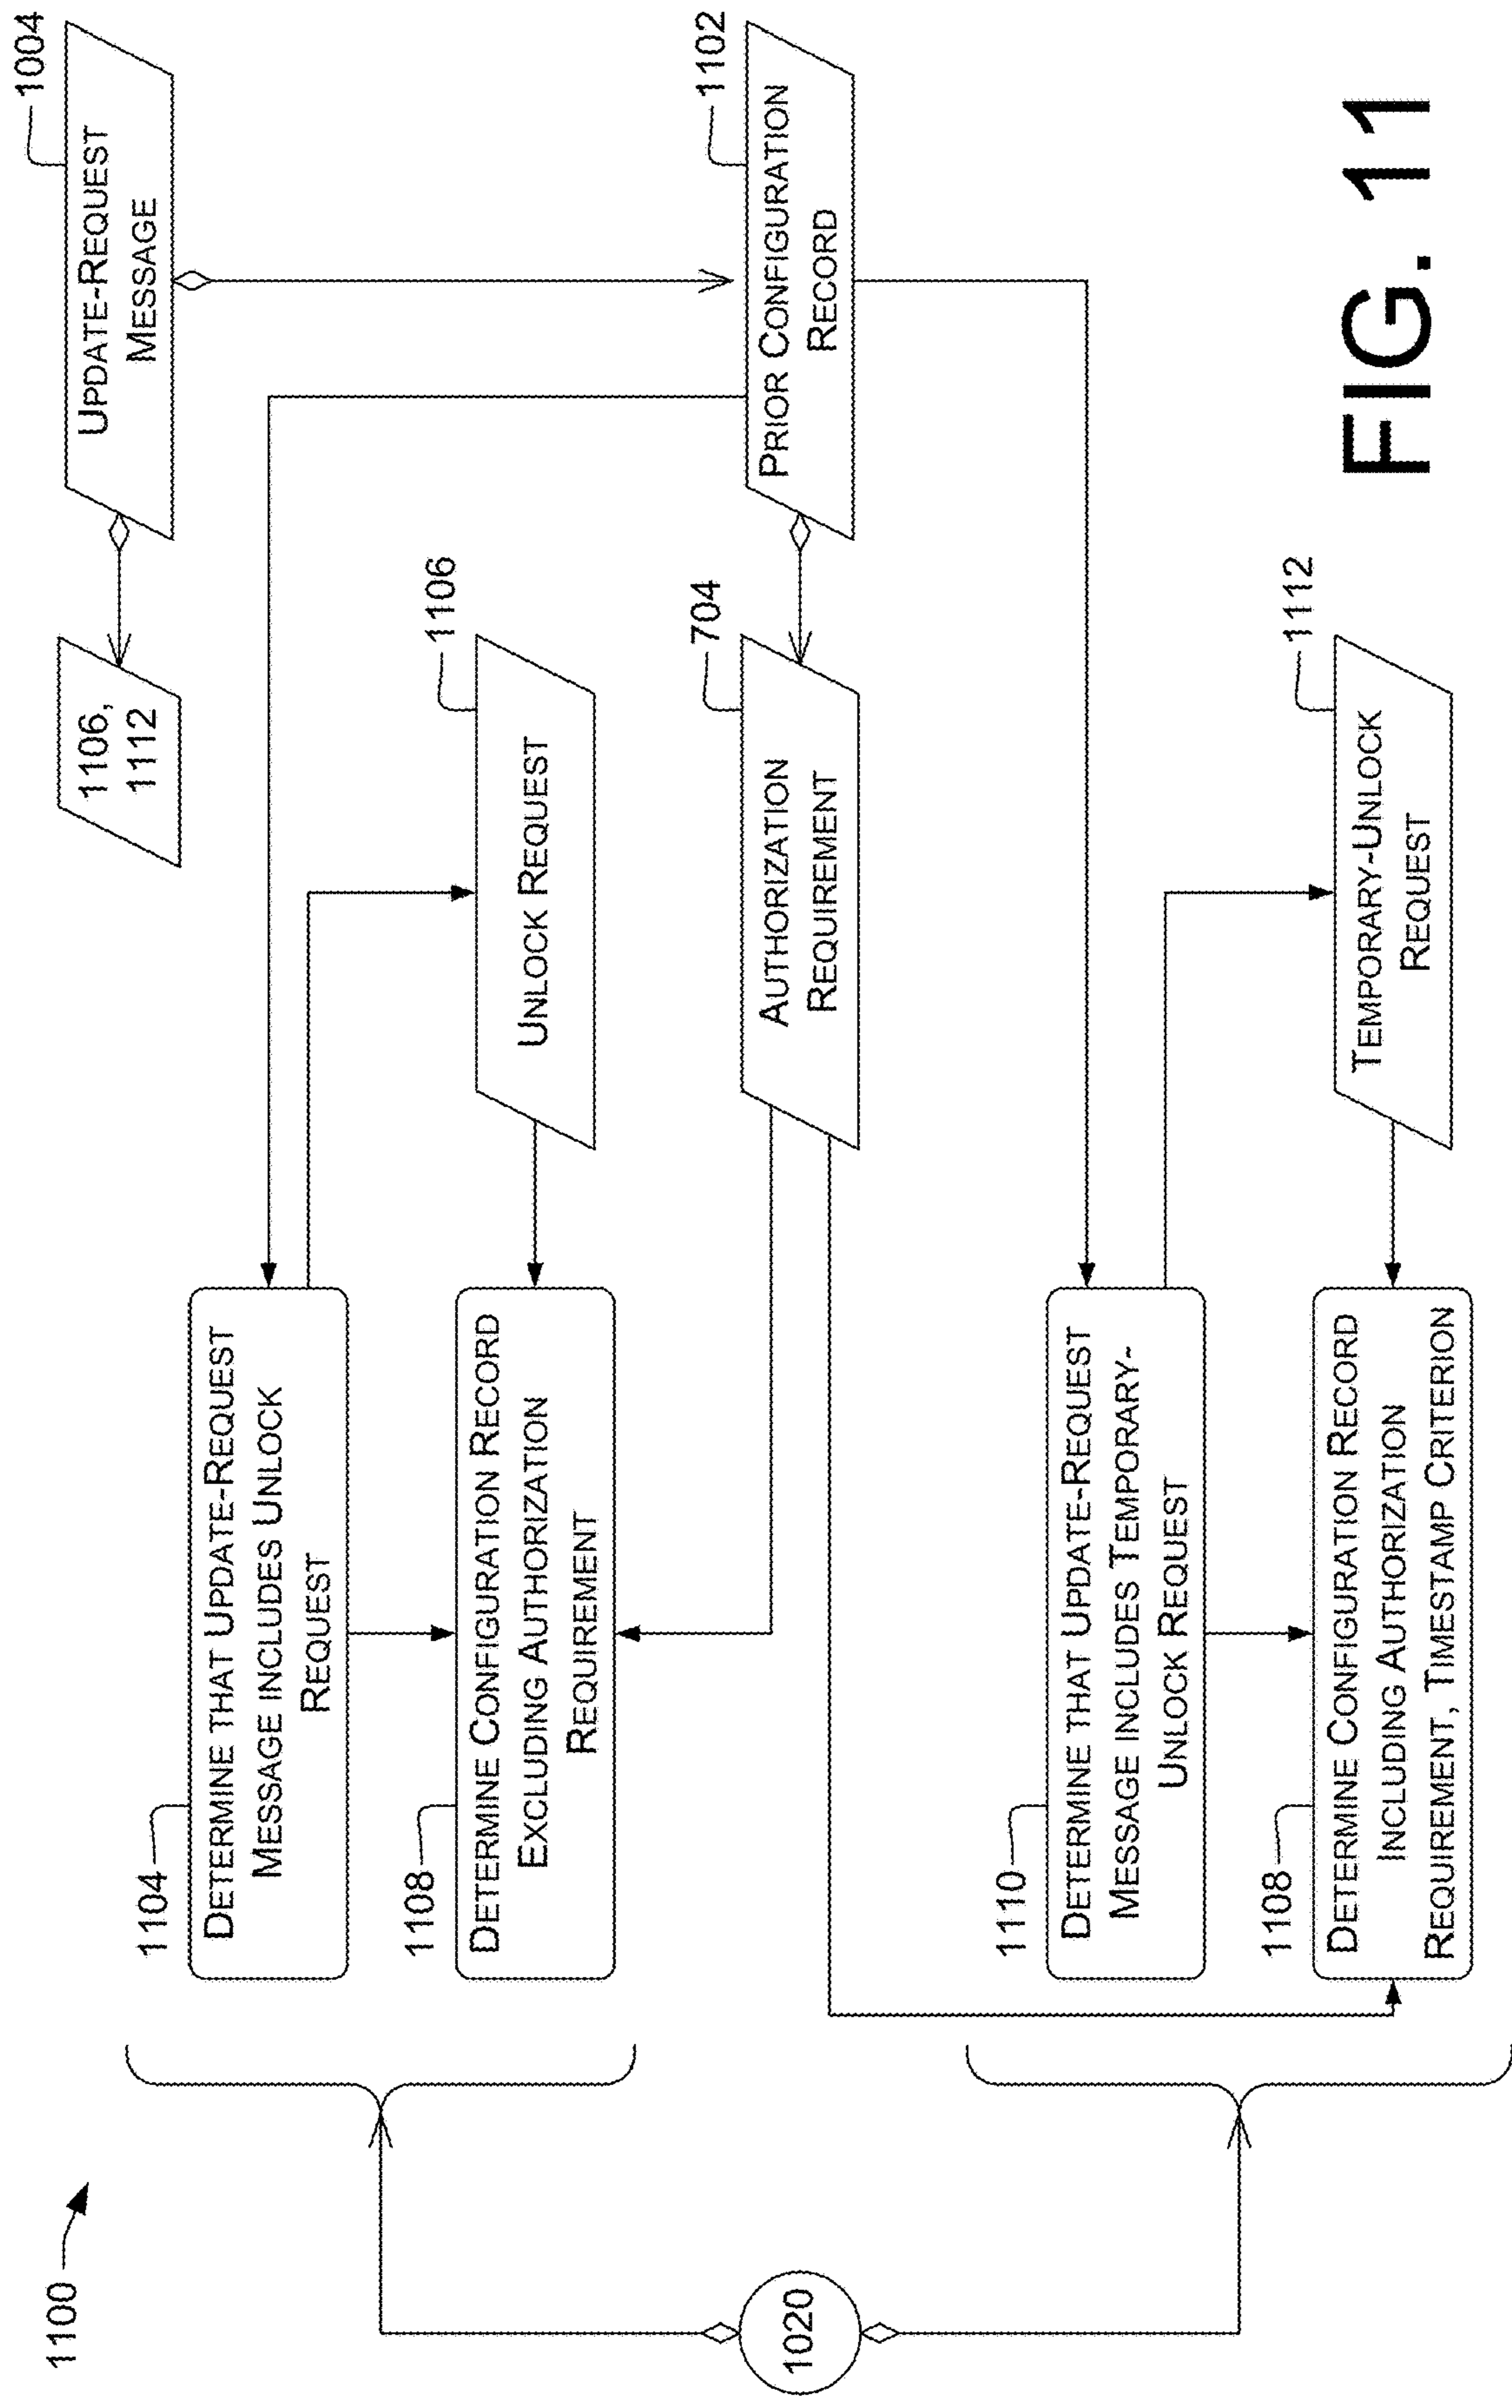 1100
1020
1104
DETERMINE THAT UPDATE-REQUEST
MESSAGE INCLUDES UNLOCK
REQUEST
1108
DETERMINE CONFIGURATION RECORD
EXCLUDING AUTHORIZATION
REQUIREMENT
1110
DETERMINE THAT UPDATE-REQUEST
MESSAGE INCLUDES TEMPORARY-
UNLOCK REQUEST
1108
DETERMINE CONFIGURATION RECORD
INCLUDING AUTHORIZATION
REQUIREMENT, TIMESTAMP CRITERION
1106,
1112
1106
UNLOCK REQUEST
704
AUTHORIZATION
REQUIREMENT
1112
TEMPORARY-UNLOCK
REQUEST
1004
UPDATE-REQUEST
MESSAGE
1102
PRIOR CONFIGURATION
RECORD
FIG. 11